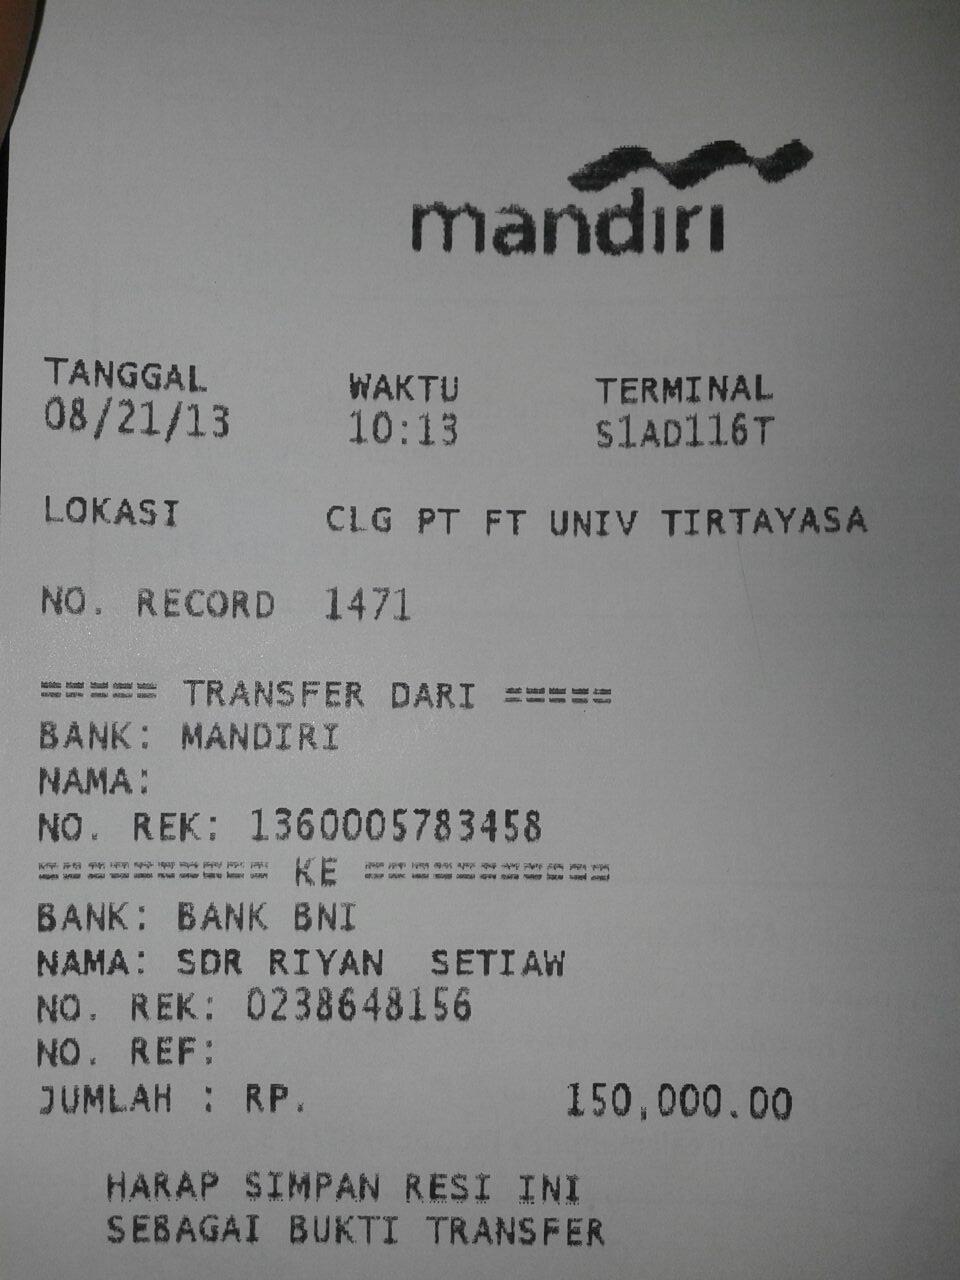 mandiri
TANGGAL WAKTU TERMINAL
08/21/13 10:13 S1AD116T
LOKASI CLG PT FT UNIV TIRTAYASA
NO. RECORD 1471
===== TRANSFER DARI =====
BANK: MANDIRI
NAMA:
NO. REK: 1360005783458
========== KE ===========
BANK: BANK BNI
NAMA: SDR RIYAN SETIAW
NO. REK: 0238648156
NO. REF:
JUMLAH : RP. 150,000.00
HARAP SIMPAN RESI INI
SEBAGAI BUKTI TRANSFER